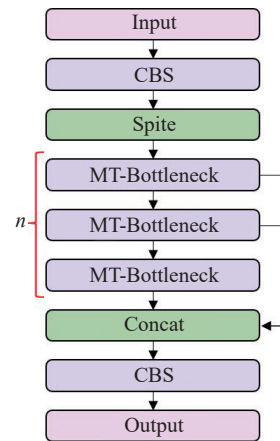 Input
CBS
Spite
MT-Bottleneck
n
MT-Bottleneck
MT-Bottleneck
Concat
CBS
Output